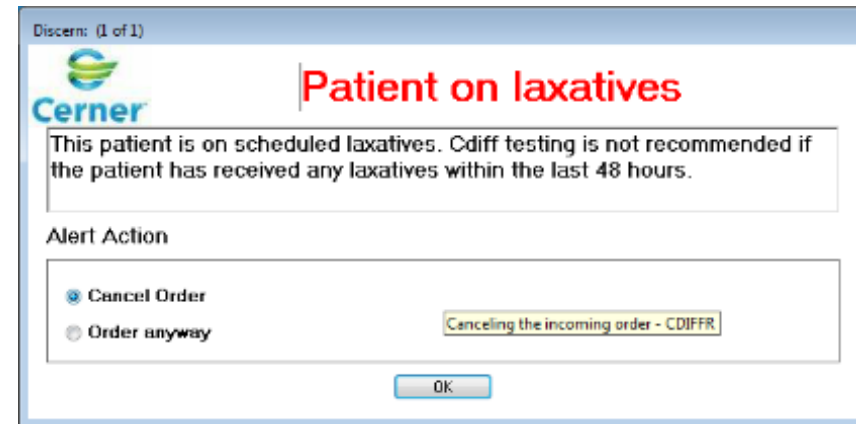 Discern: (1 of 1)
Cerner
Patient on laxatives
This patient is on scheduled laxatives. Cdiff testing is not recommended if
the patient has received any laxatives within the last 48 hours.
Alert Action
Cancel Order
Order anyway
Canceling the incoming order - CDIFFR
OK